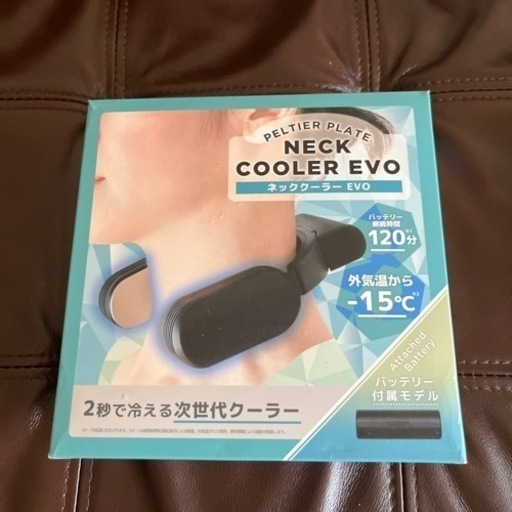 PELTIER PLATE
NECK
COOLER EVO
ネッククーラー EVO
バッテリー
持続時間
120分
外気温から
-15℃
Attached
Battery
バッテリー
付属モデル
2秒で冷える次世代クーラー